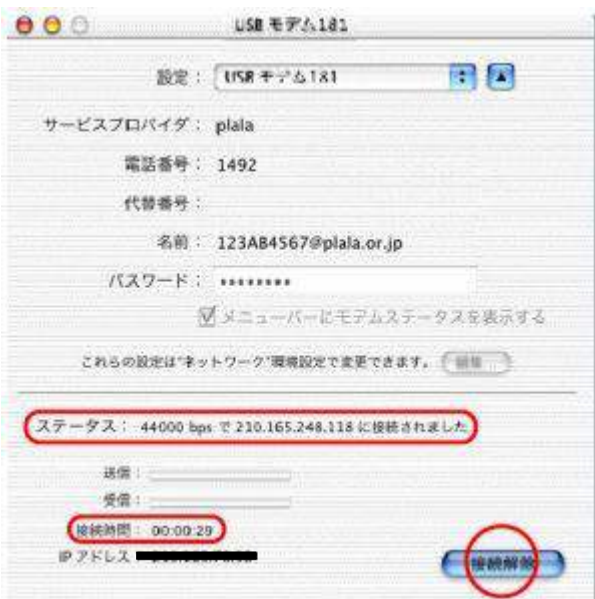 USB モデム181
設定： USB モデム181
サービスプロバイダ： plala
電話番号： 1492
代替番号：
名前： 123AB4567@plala.or.jp
パスワード： ••••••••
メニューバーにモデムステータスを表示する
これらの設定は"ネットワーク"環境設定で変更できます。
ステータス： 44000 bps で 210.165.248.118 に接続されました
送信：
受信：
接続時間： 00:00:29
IP アドレス
接続解除